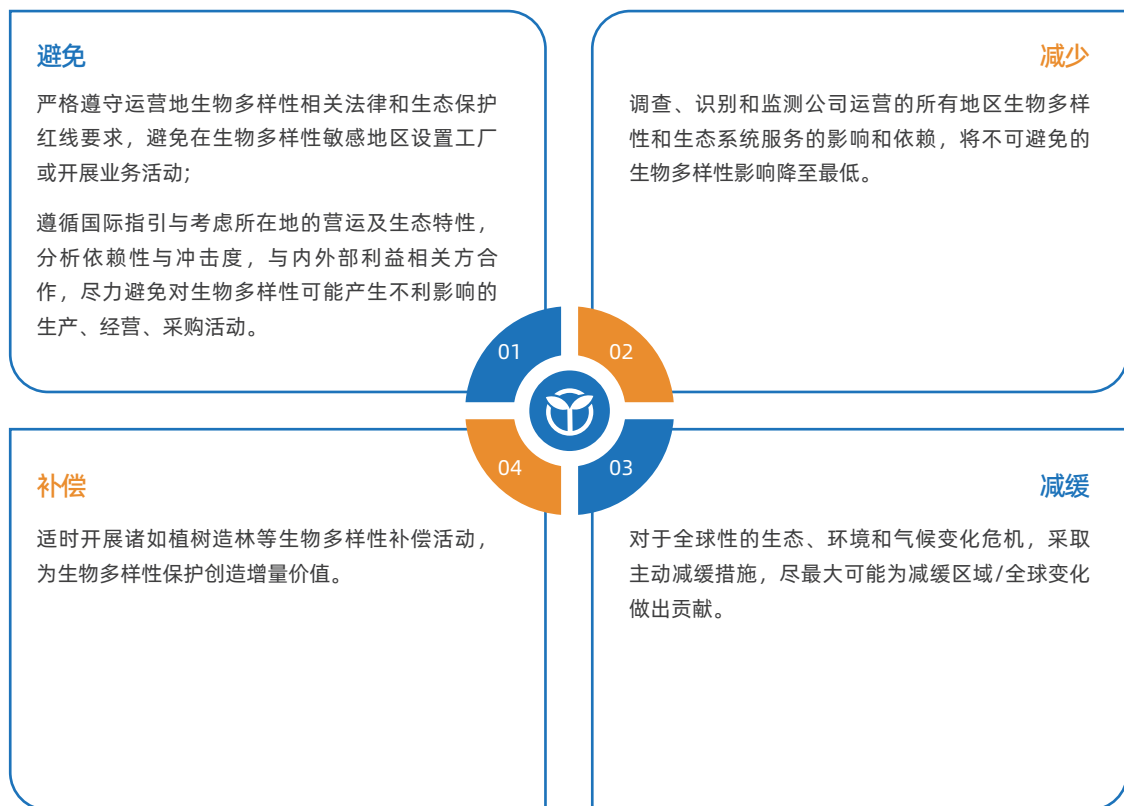 避免
严格遵守运营地生物多样性相关法律和生态保护
红线要求，避免在生物多样性敏感地区设置工厂
或开展业务活动；
遵循国际指引与考虑所在地的营运及生态特性，
分析依赖性与冲击度，与内外部利益相关方合
作，尽力避免对生物多样性可能产生不利影响的
生产、经营、采购活动。
减少
调查、识别和监测公司运营的所有地区生物多样
性和生态系统服务的影响和依赖，将不可避免的
生物多样性影响降至最低。
01
02
04
03
补偿
适时开展诸如植树造林等生物多样性补偿活动，
为生物多样性保护创造增量价值。
减缓
对于全球性的生态、环境和气候变化危机，采取
主动减缓措施，尽最大可能为减缓区域/全球变化
做出贡献。